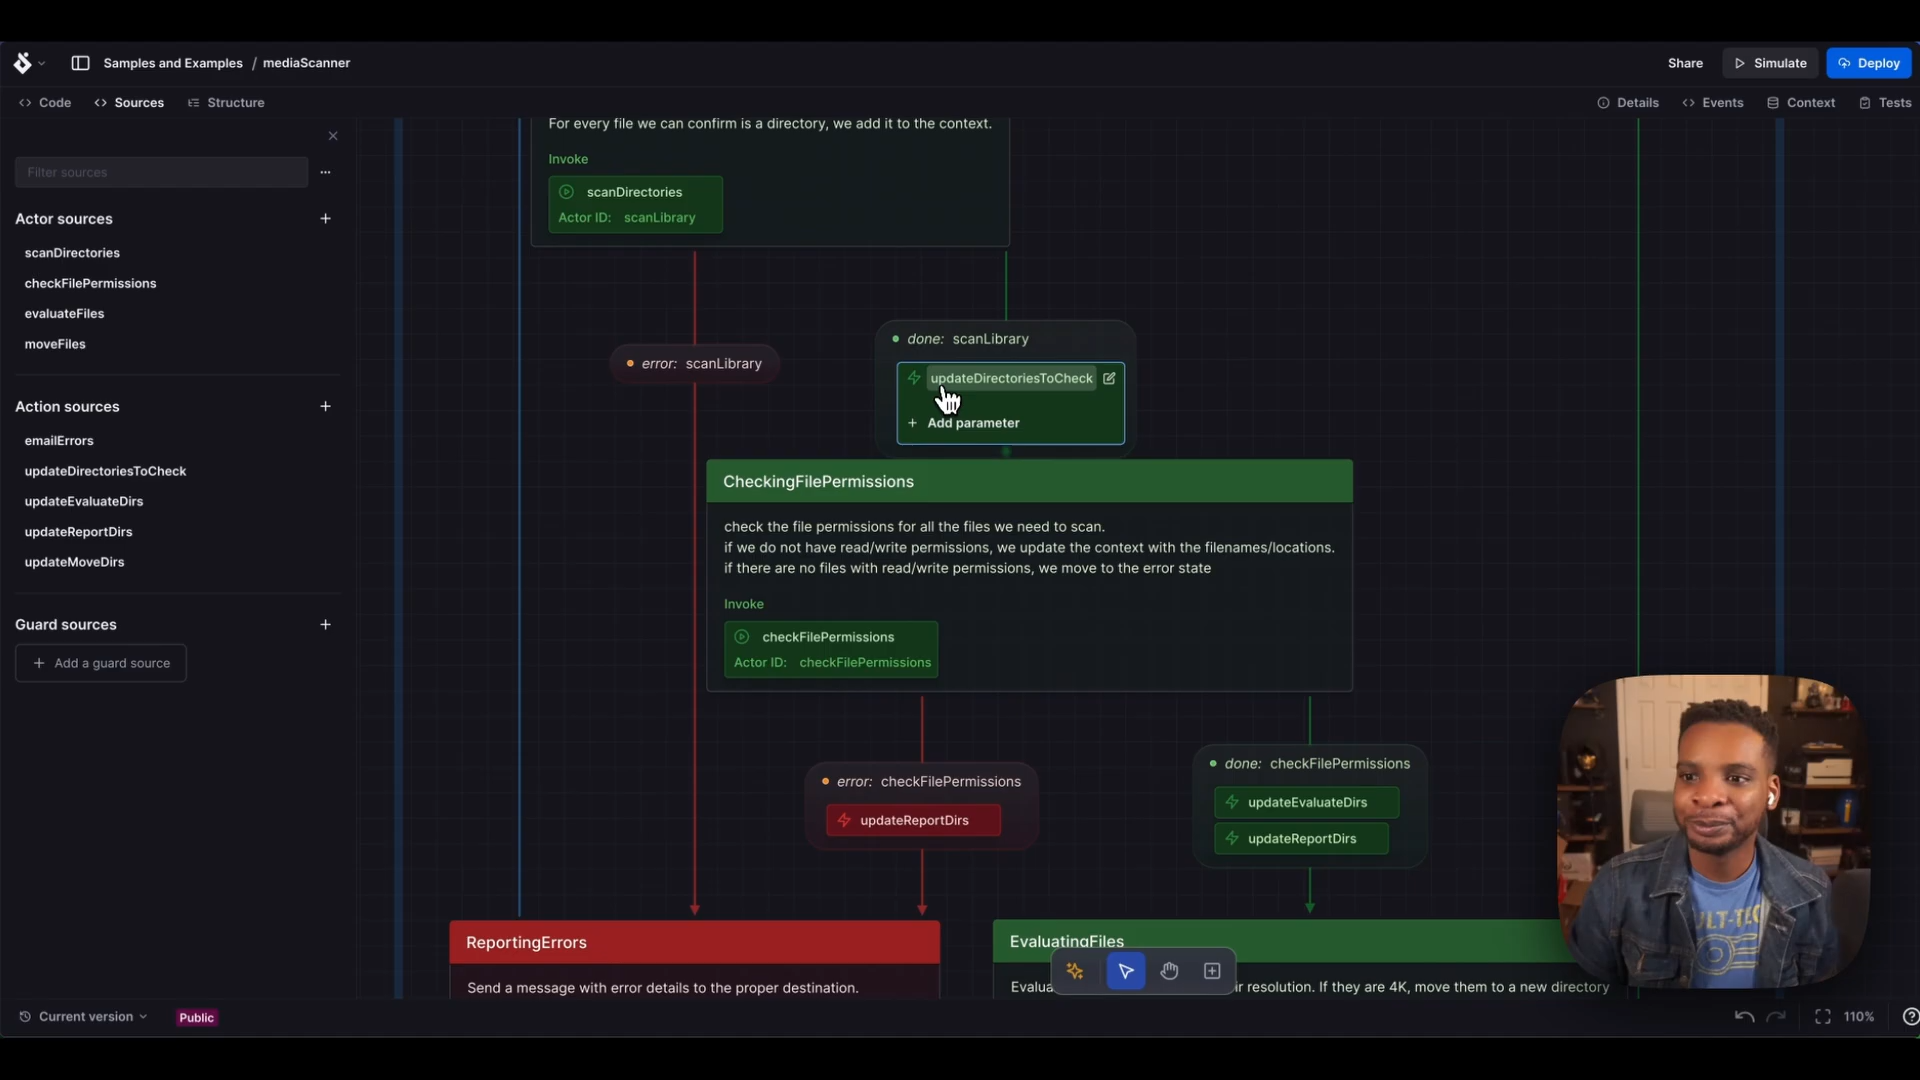 Samples and Examples / mediaScanner
Share
Simulate
Deploy
Code
Sources
Structure
Details
Events
Context
Tests
Filter sources
Actor sources
scanDirectories
checkFilePermissions
evaluateFiles
moveFiles
Action sources
emailErrors
updateDirectoriesToCheck
updateEvaluateDirs
updateReportDirs
updateMoveDirs
Guard sources
Add a guard source
For every file we can confirm is a directory, we add it to the context.
Invoke
scanDirectories
Actor ID: scanLibrary
error: scanLibrary
done: scanLibrary
updateDirectoriesToCheck
Add parameter
CheckingFilePermissions
check the file permissions for all the files we need to scan.
if we do not have read/write permissions, we update the context with the filenames/locations.
if there are no files with read/write permissions, we move to the error state
Invoke
checkFilePermissions
Actor ID: checkFilePermissions
error: checkFilePermissions
updateReportDirs
done: checkFilePermissions
updateEvaluateDirs
updateReportDirs
ReportingErrors
Send a message with error details to the proper destination.
EvaluatingFiles
Evalua
ir resolution. If they are 4K, move them to a new directory
Current version
Public
110%